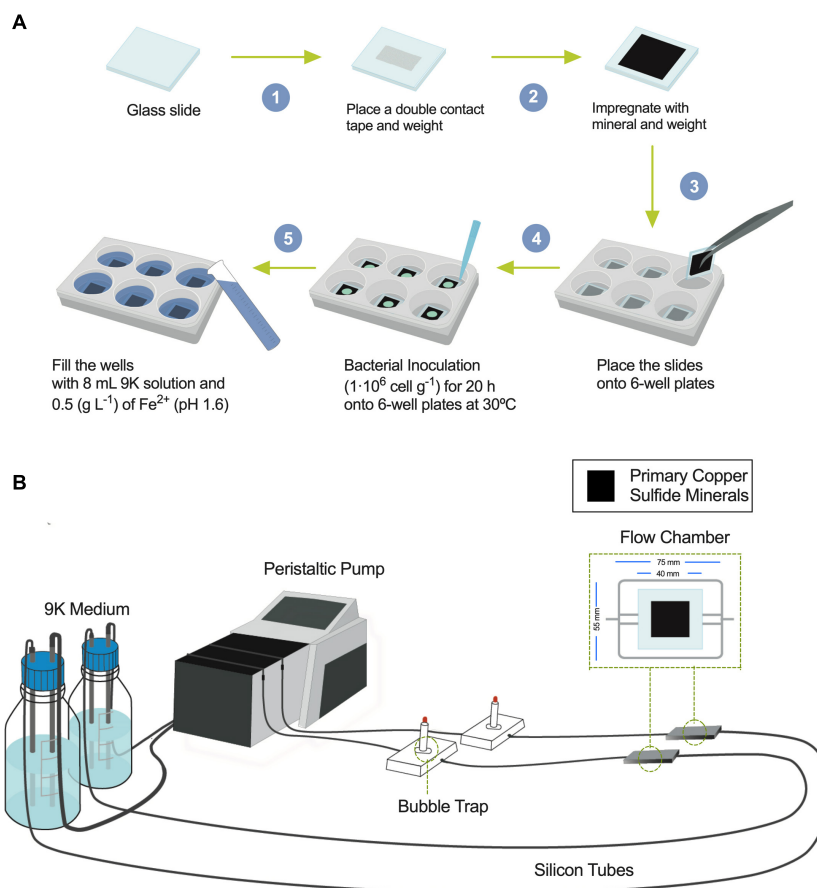 A
Glass slide
1
Place a double contact
tape and weight
2
Impregnate with
mineral and weight
3
Place the slides
onto 6-well plates
4
Bacterial Inoculation
(1·10⁶ cell g⁻¹) for 20 h
onto 6-well plates at 30ºC
5
Fill the wells
with 8 mL 9K solution and
0.5 (g L⁻¹) of Fe²⁺ (pH 1.6)
B
Primary Copper
Sulfide Minerals
Flow Chamber
75 mm
40 mm
55 mm
Peristaltic Pump
9K Medium
Bubble Trap
Silicon Tubes